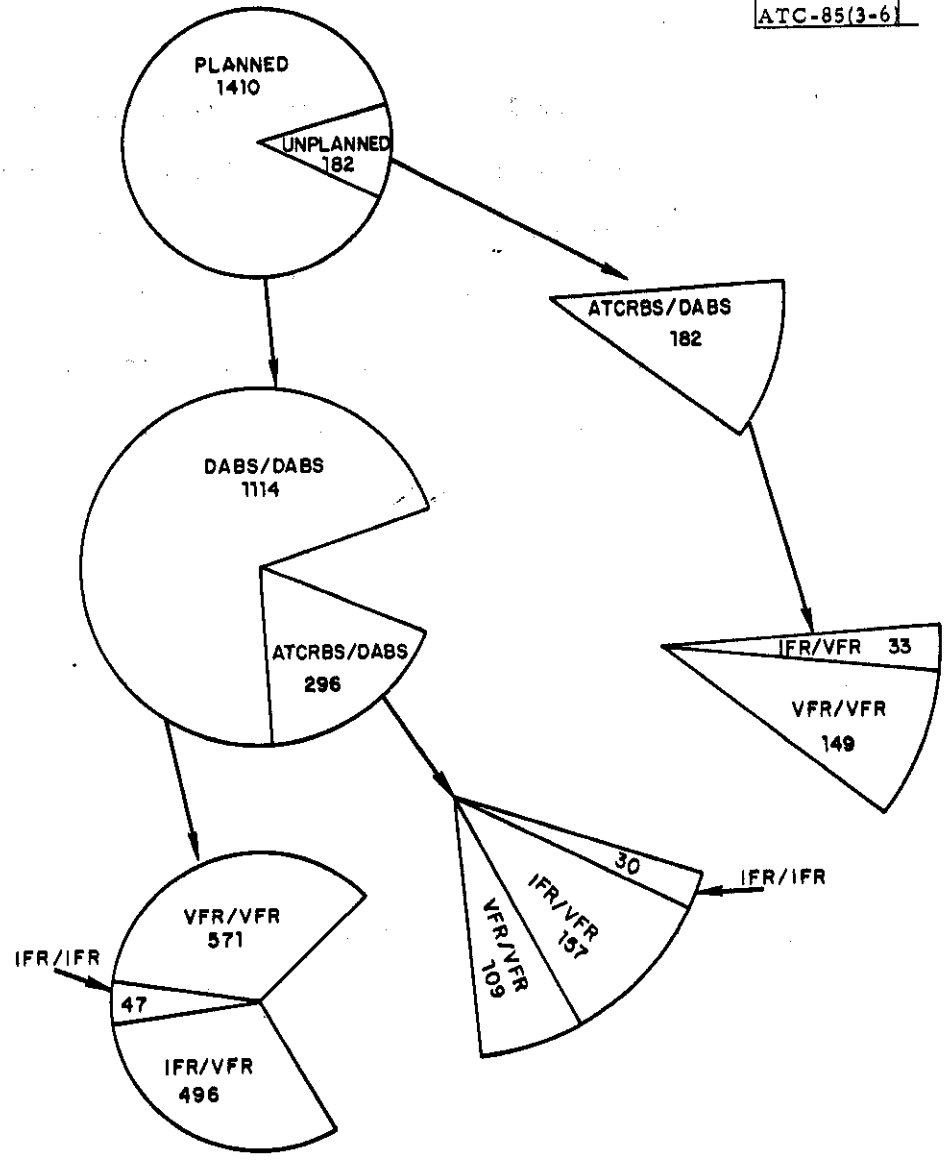 ATC-85(3-6)
PLANNED
1410
UNPLANNED
182
ATCRBS/DABS
182
DABS/DABS
1114
ATCRBS/DABS
296
IFR/VFR 33
VFR/VFR
149
30
IFR/IFR
IFR/VFR
157
VFR/VFR
109
VFR/VFR
571
IFR/IFR
47
IFR/VFR
496